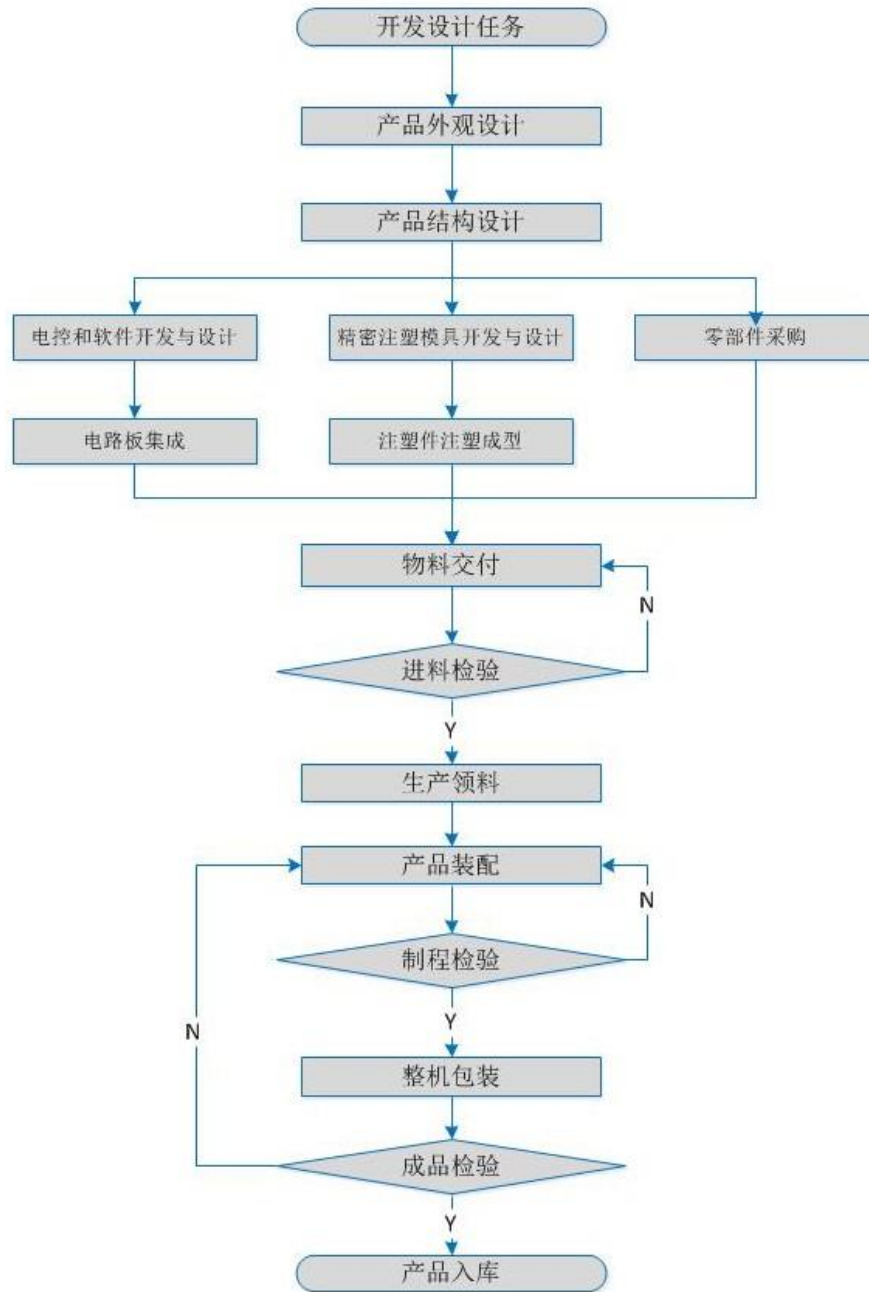 开发设计任务
产品外观设计
产品结构设计
电控和软件开发与设计
精密注塑模具开发与设计
零部件采购
电路板集成
注塑件注塑成型
物料交付
N
进料检验
Y
生产领料
产品装配
N
制程检验
N
Y
整机包装
成品检验
Y
产品入库